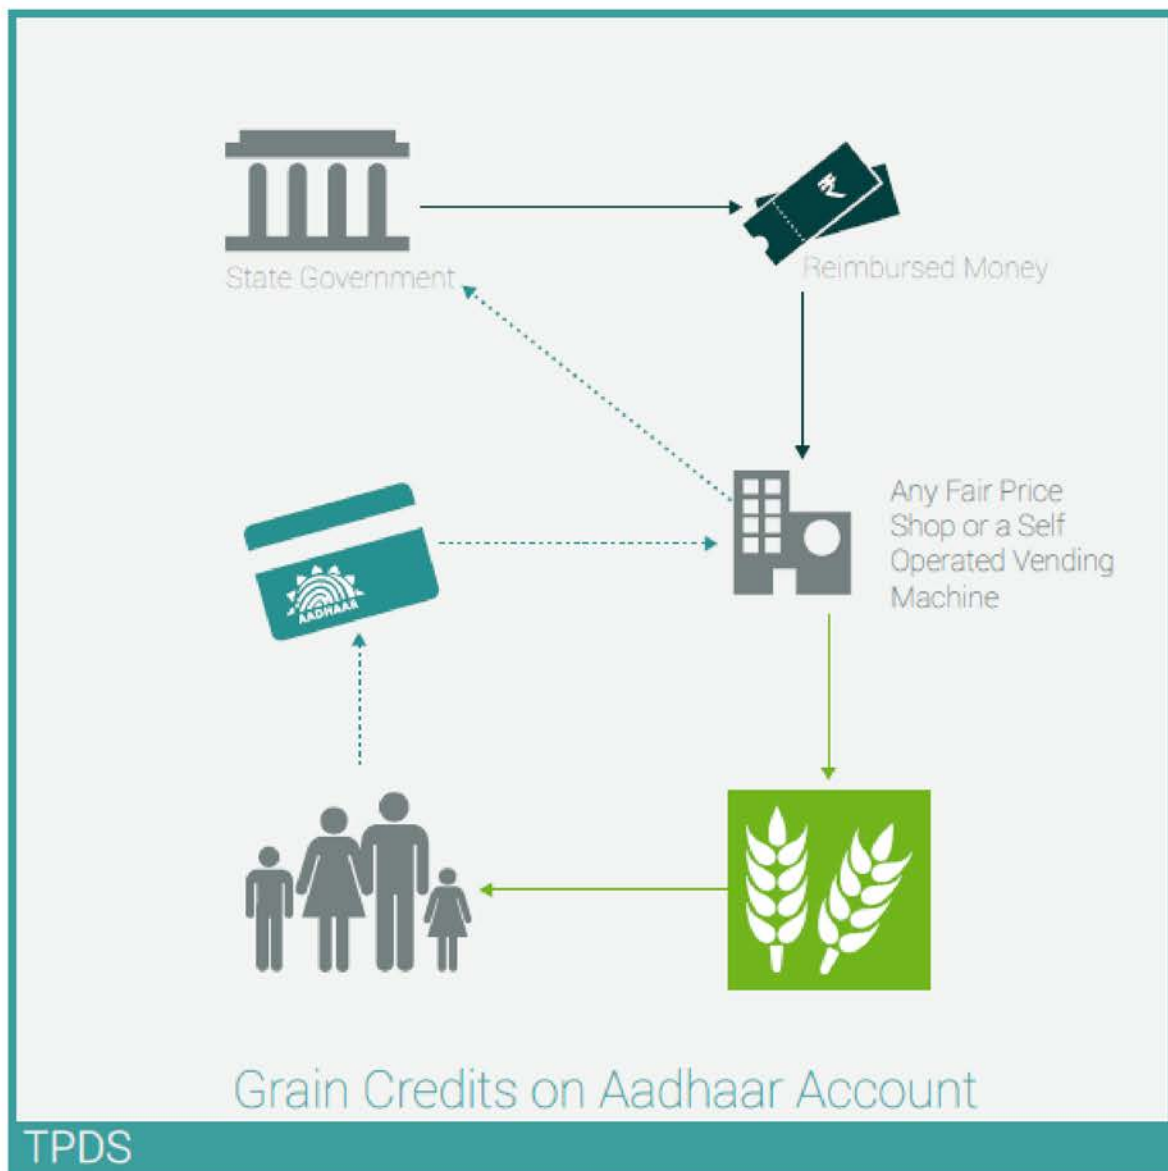 State Government
₹
Reimbursed Money
AADHAAR
Any Fair Price
Shop or a Self
Operated Vending
Machine
Grain Credits on Aadhaar Account
TPDS